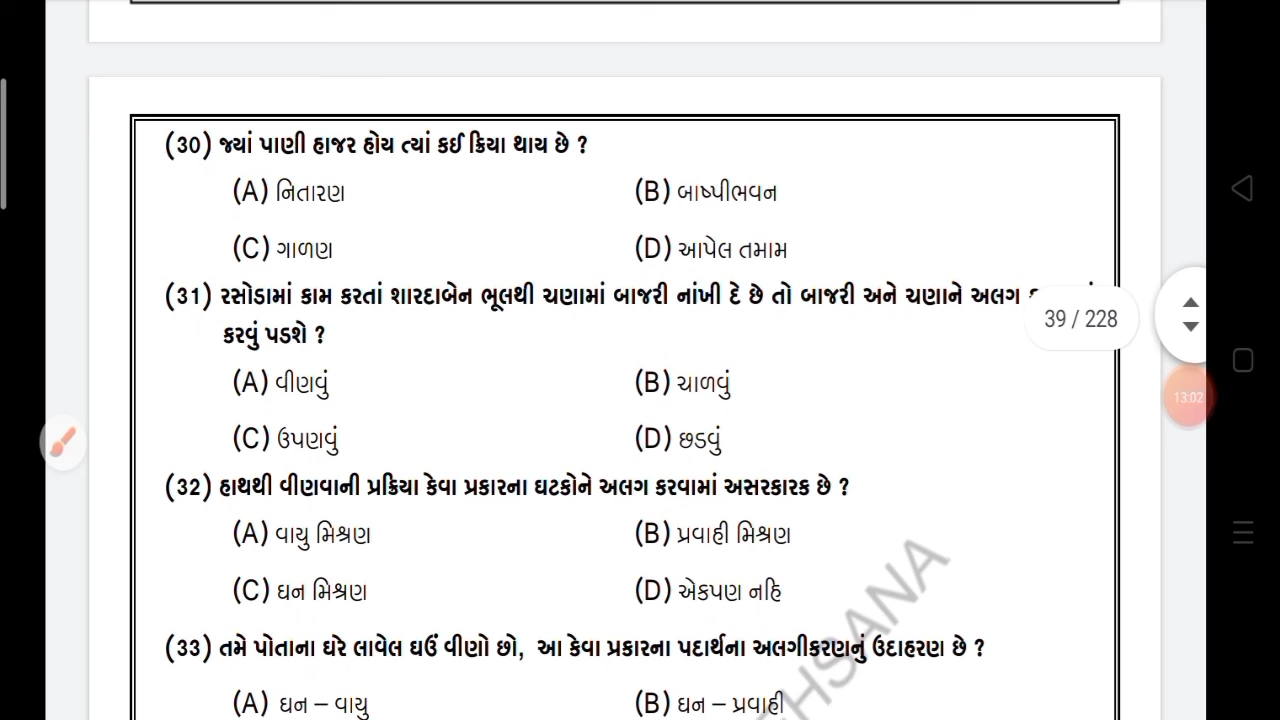 (30) જ્યાં પાણી હાજર હોય ત્યાં કઈ ક્રિયા થાય છે ?
(A) નિતારણ (B) બાષ્પીભવન
(C) ગાળણ (D) આપેલ તમામ
(31) રસોડામાં કામ કરતાં શારદાબેન ભૂલથી ચણામાં બાજરી નાંખી દે છે તો બાજરી અને ચણાને અલગ
39 / 228
કરવું પડશે ?
(A) વીણવું (B) ચાળવું
13:02
(C) ઉપણવું (D) છડવું
(32) હાથથી વીણવાની પ્રક્રિયા કેવા પ્રકારના ઘટકોને અલગ કરવામાં અસરકારક છે ?
(A) વાયુ મિશ્રણ (B) પ્રવાહી મિશ્રણ
(C) ઘન મિશ્રણ (D) એકપણ નહિ
(33) તમે પોતાના ઘરે લાવેલ ઘઉં વીણો છો, આ કેવા પ્રકારના પદાર્થના અલગીકરણનું ઉદાહરણ છે ?
(A) ઘન – વાયુ (B) ઘન – પ્રવાહી